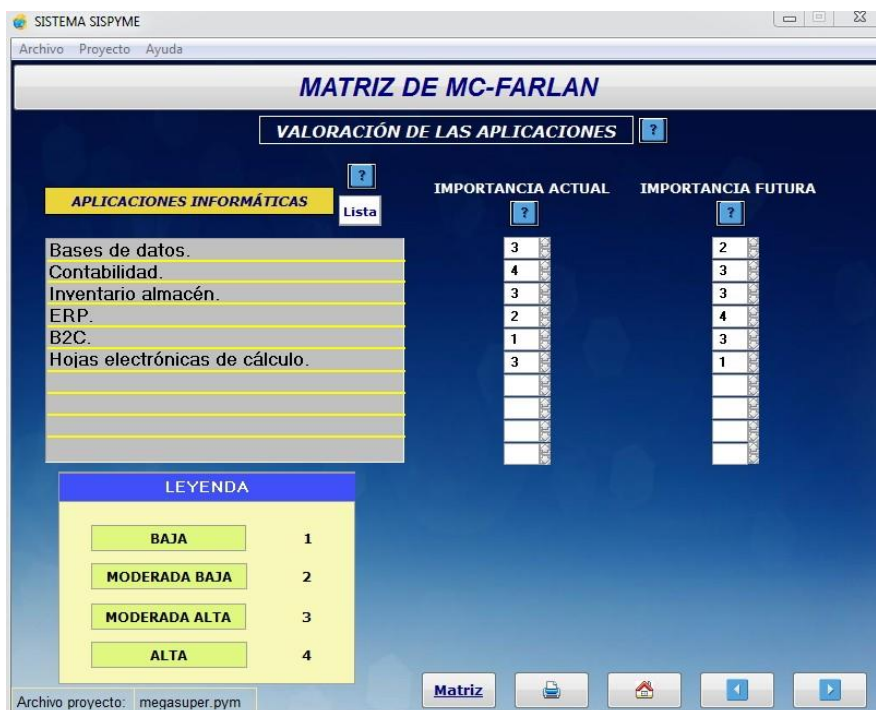 SISTEMA SISPYME
Archivo Proyecto Ayuda
MATRIZ DE MC-FARLAN
VALORACIÓN DE LAS APLICACIONES ?
?
APLICACIONES INFORMÁTICAS Lista
IMPORTANCIA ACTUAL IMPORTANCIA FUTURA
? ?
Bases de datos. 3 2
Contabilidad. 4 3
Inventario almacén. 3 3
ERP. 2 4
B2C. 1 3
Hojas electrónicas de cálculo. 3 1
LEYENDA
BAJA 1
MODERADA BAJA 2
MODERADA ALTA 3
ALTA 4
Matriz
Archivo proyecto: megasuper.pym